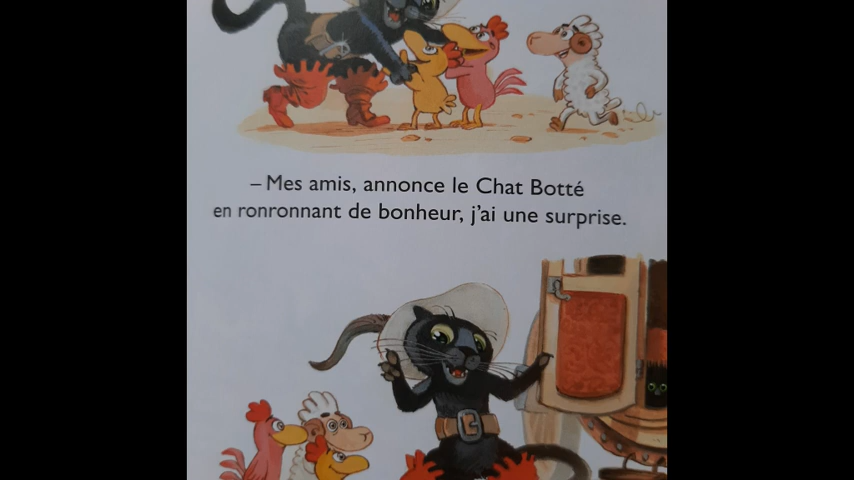 – Mes amis, annonce le Chat Botté
en ronronnant de bonheur, j'ai une surprise.